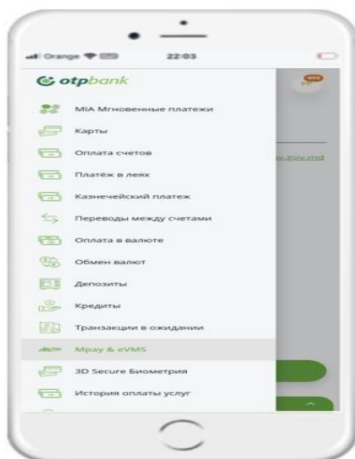 Orange 22:03
otpbank
MIA Мгновенные платежи
Карты
Оплата счетов
Платёж в леях
Казначейский платеж
Переводы между счетами
Оплата в валюте
Обмен валют
Депозиты
Кредиты
Транзакции в ожидании
Mpay & eVMS
3D Secure Биометрия
История оплаты услуг